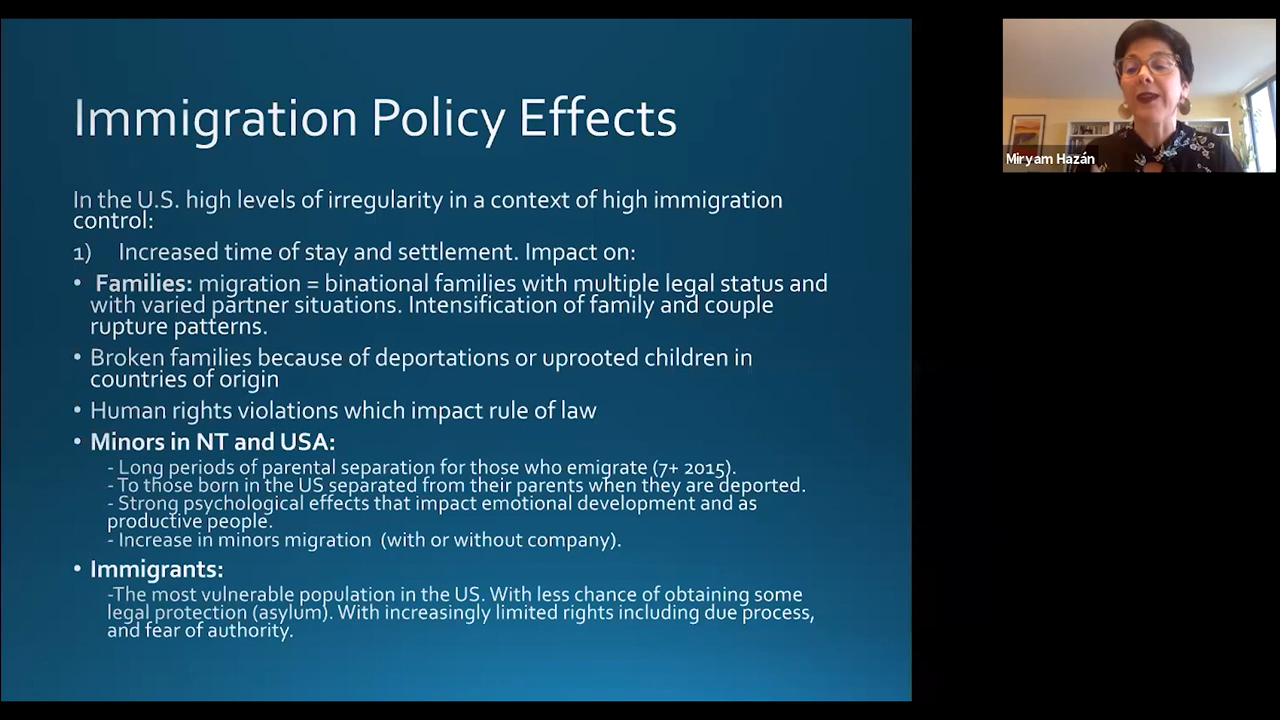 Immigration Policy Effects
In the U.S. high levels of irregularity in a context of high immigration
control:
1) Increased time of stay and settlement. Impact on:
• Families: migration = binational families with multiple legal status and
with varied partner situations. Intensification of family and couple
rupture patterns.
• Broken families because of deportations or uprooted children in
countries of origin
• Human rights violations which impact rule of law
• Minors in NT and USA:
- Long periods of parental separation for those who emigrate (7+ 2015).
- To those born in the US separated from their parents when they are deported.
- Strong psychological effects that impact emotional development and as
productive people.
- Increase in minors migration (with or without company).
• Immigrants:
-The most vulnerable population in the US. With less chance of obtaining some
legal protection (asylum). With increasingly limited rights including due process,
and fear of authority.
Miryam Hazán